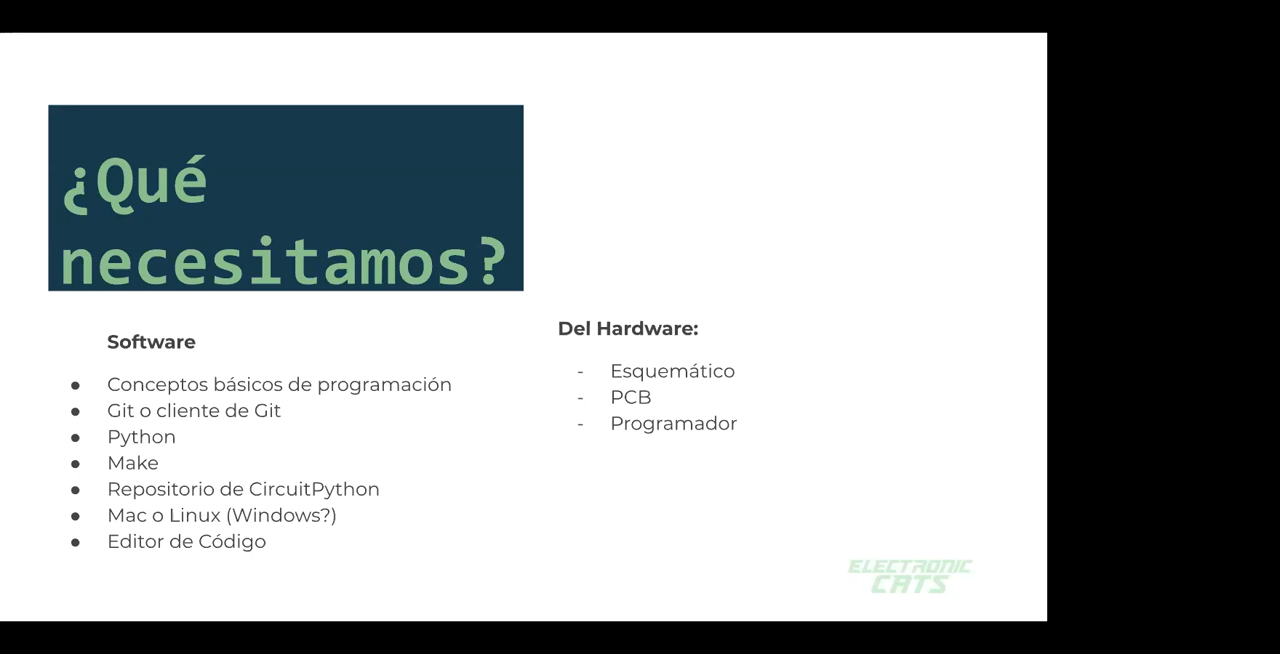 ¿Qué
necesitamos?
Software
● Conceptos básicos de programación
● Git o cliente de Git
● Python
● Make
● Repositorio de CircuitPython
● Mac o Linux (Windows?)
● Editor de Código
Del Hardware:
- Esquemático
- PCB
- Programador
ELECTRONIC
CATS